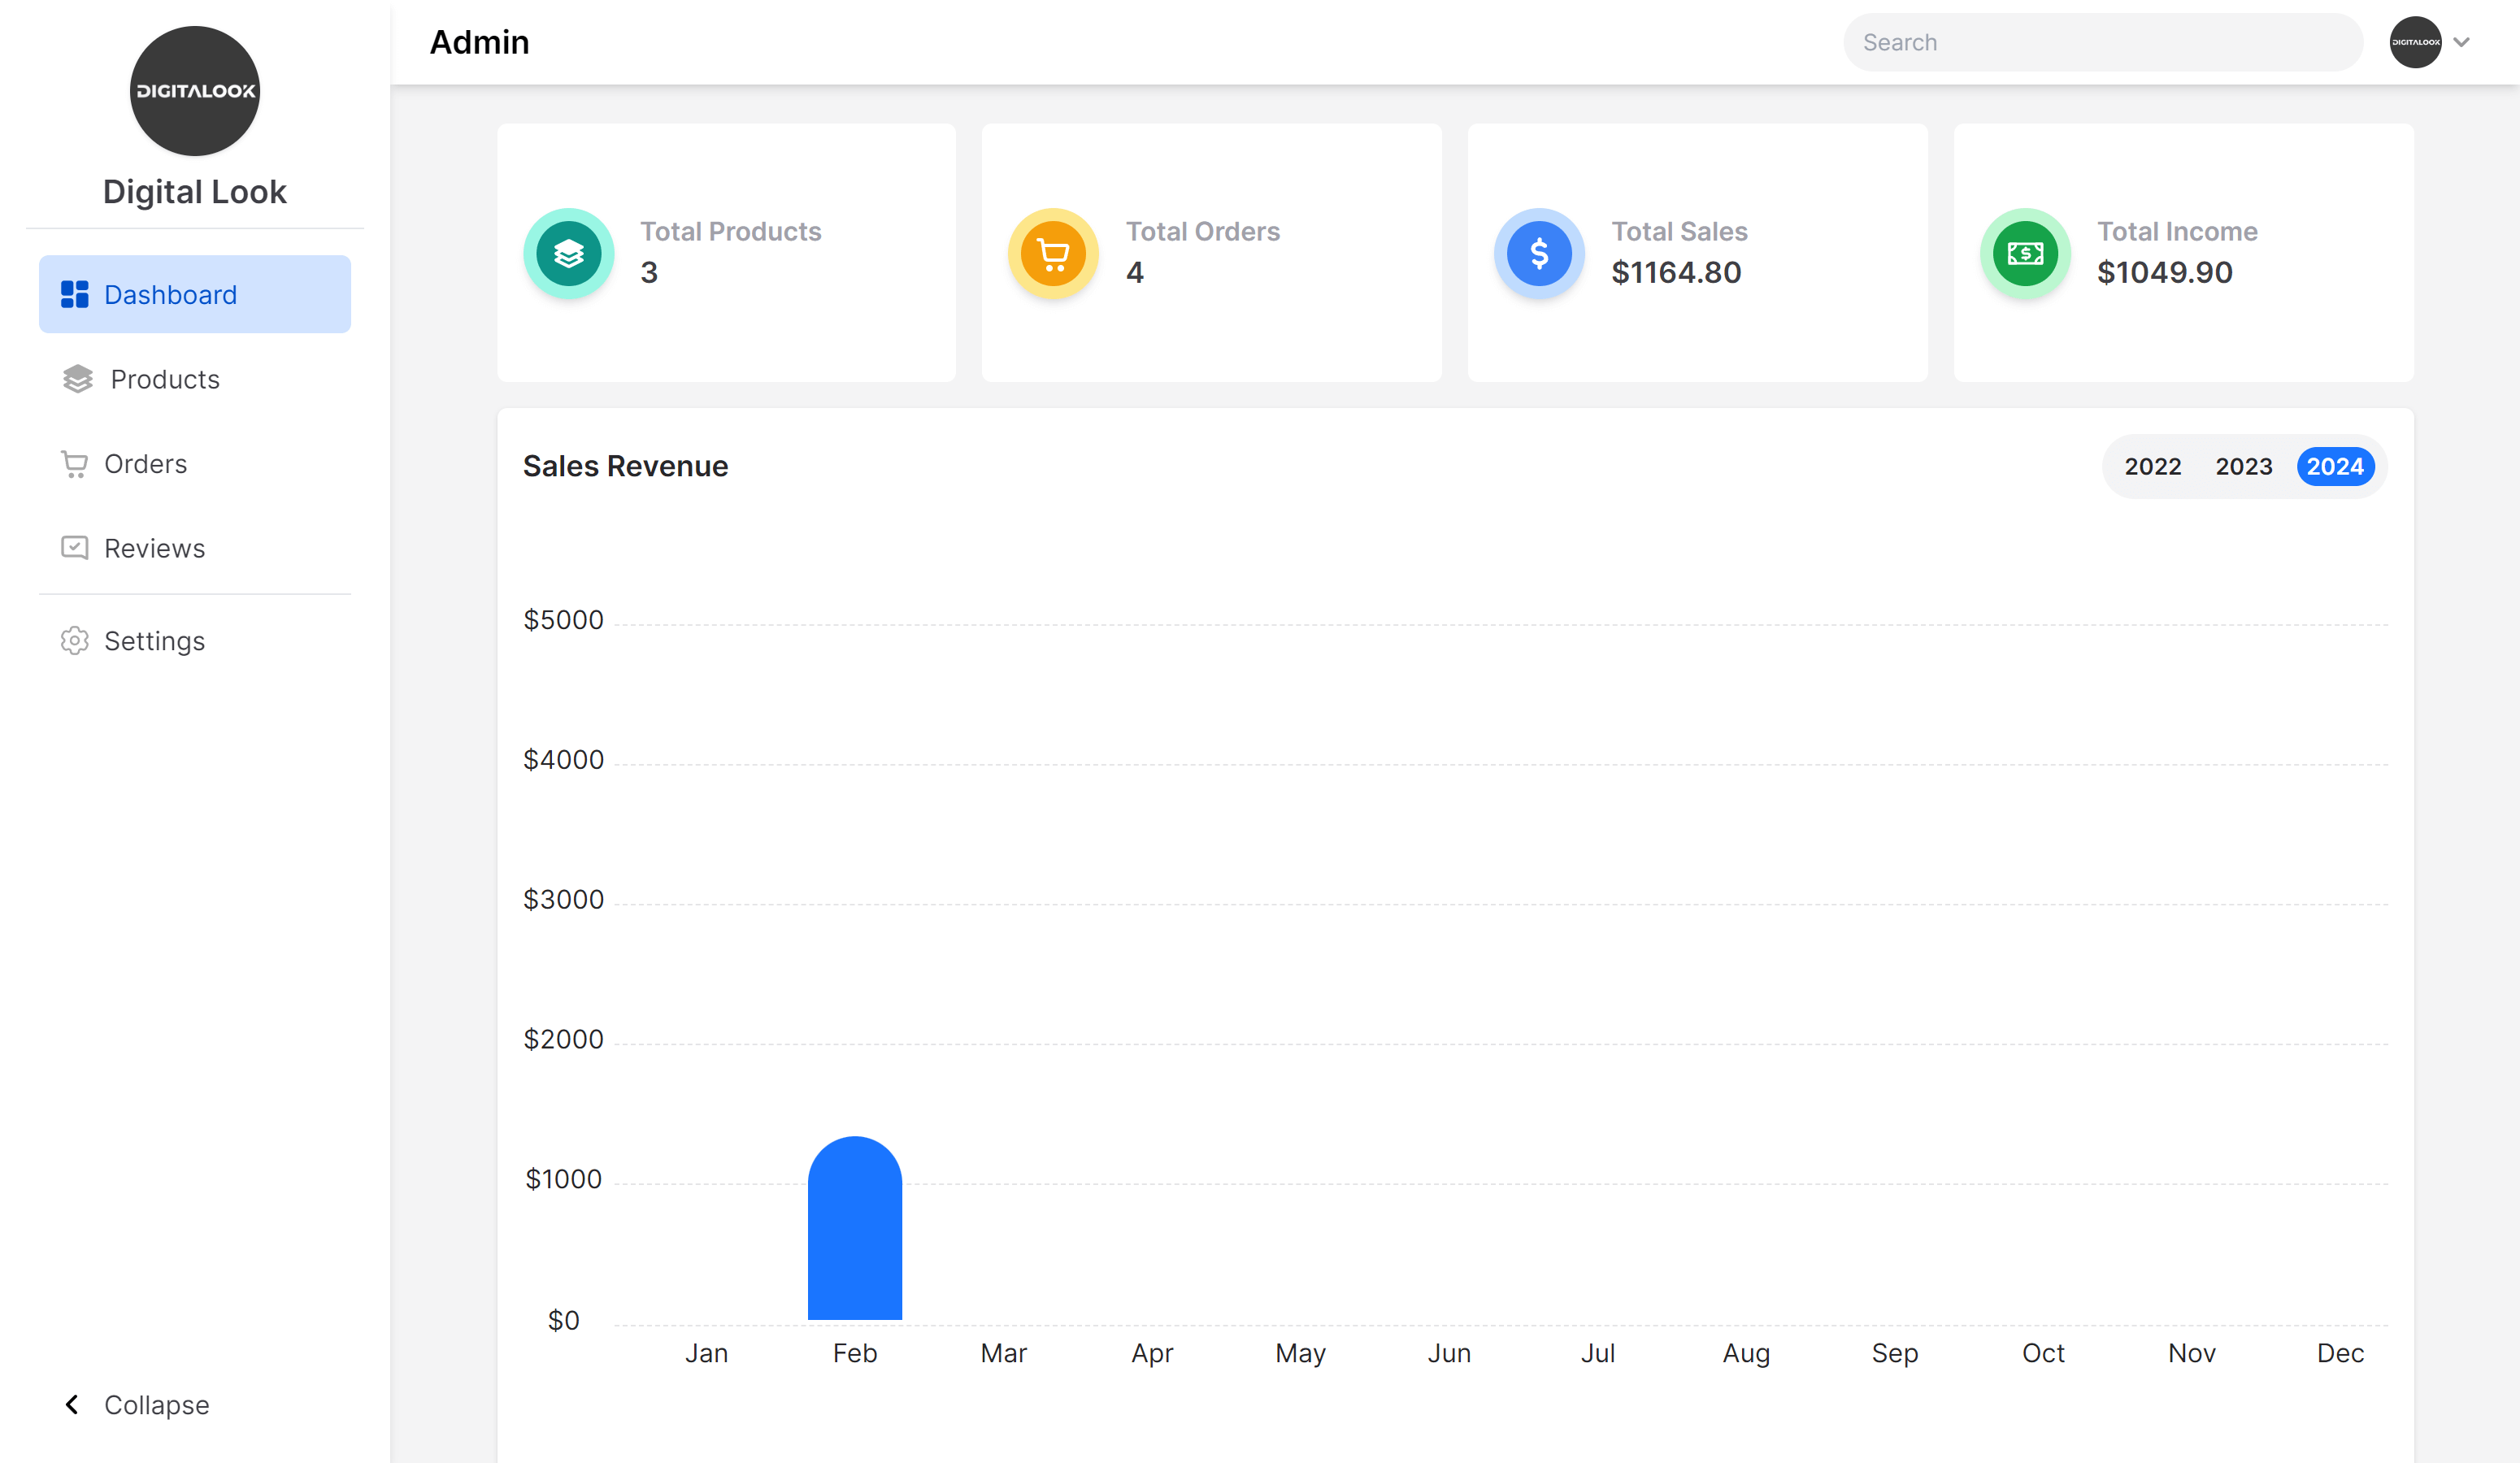 DIGITALOOK
Digital Look
Dashboard
Products
Orders
Reviews
Settings
Collapse
Admin
Search
DIGITALOOK
Total Products
3
Total Orders
4
Total Sales
$1164.80
Total Income
$1049.90
Sales Revenue
2022 2023 2024
$5000
$4000
$3000
$2000
$1000
$0
Jan Feb Mar Apr May Jun Jul Aug Sep Oct Nov Dec